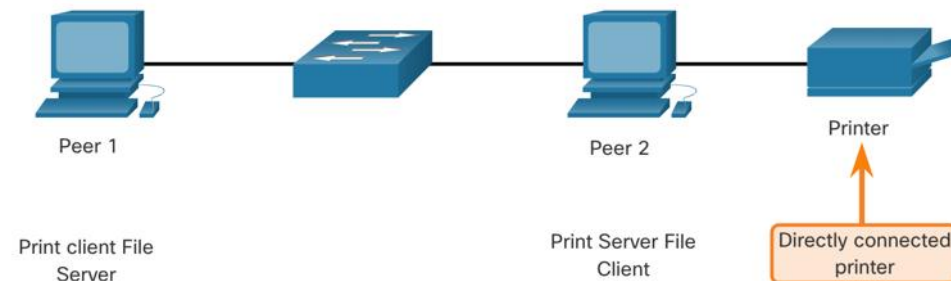 Peer 1
Peer 2
Printer
Print client File
Server
Print Server File
Client
Directly connected
printer